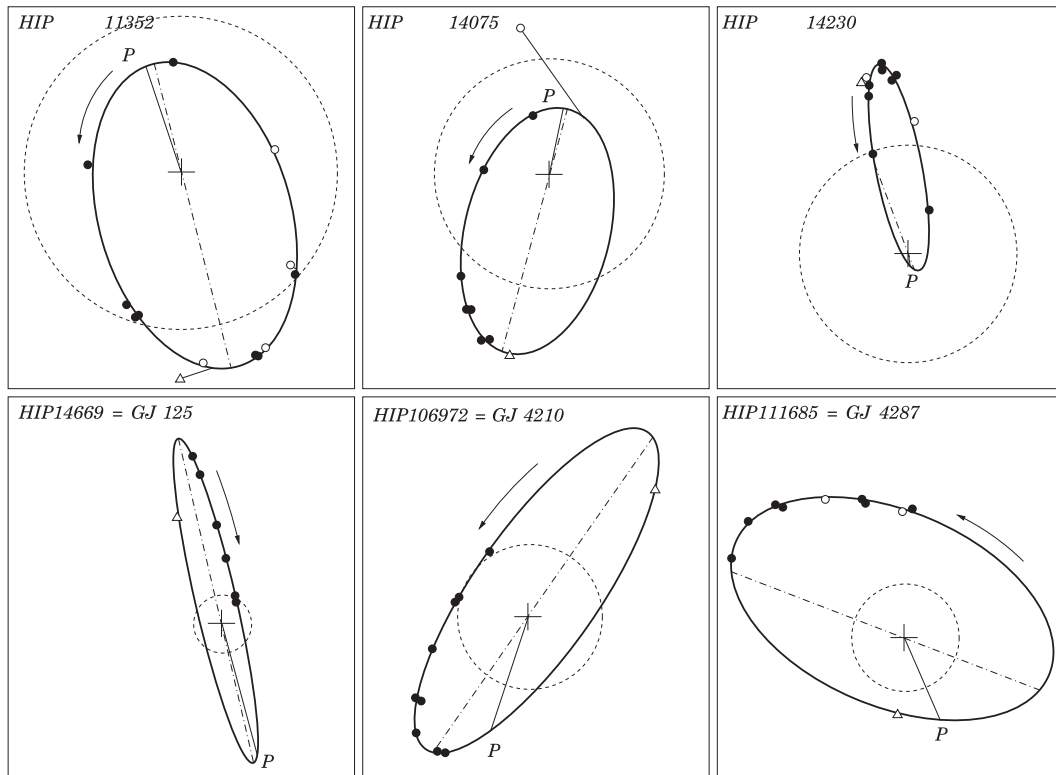 HIP 11352
P
HIP 14075
P
HIP 14230
P
HIP14669 = GJ 125
P
HIP106972 = GJ 4210
P
HIP111685 = GJ 4287
P